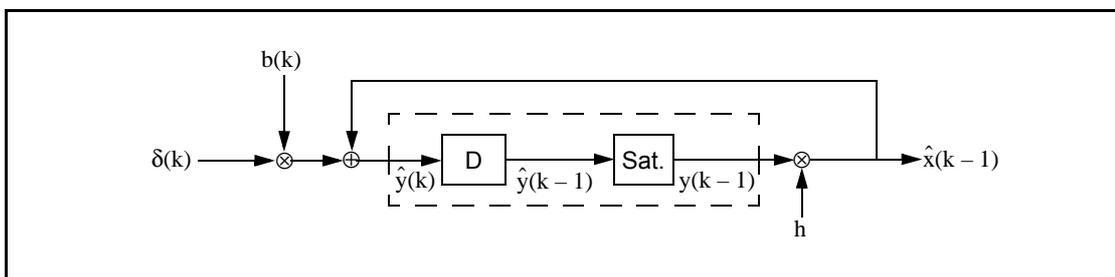 b(k)
δ(k)
D
Sat.
ŷ(k)
ŷ(k – 1)
y(k – 1)
x̂(k – 1)
h